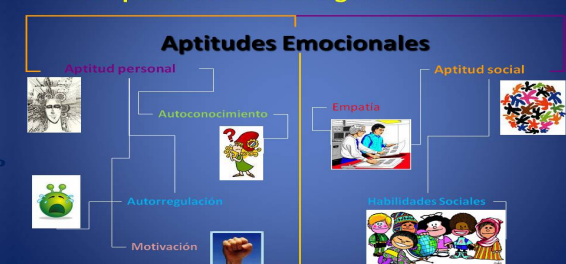 Aptitudes Emocionales
Aptitud personal
Aptitud social
Autoconocimiento
Empatía
?
Autorregulación
Habilidades Sociales
Motivación